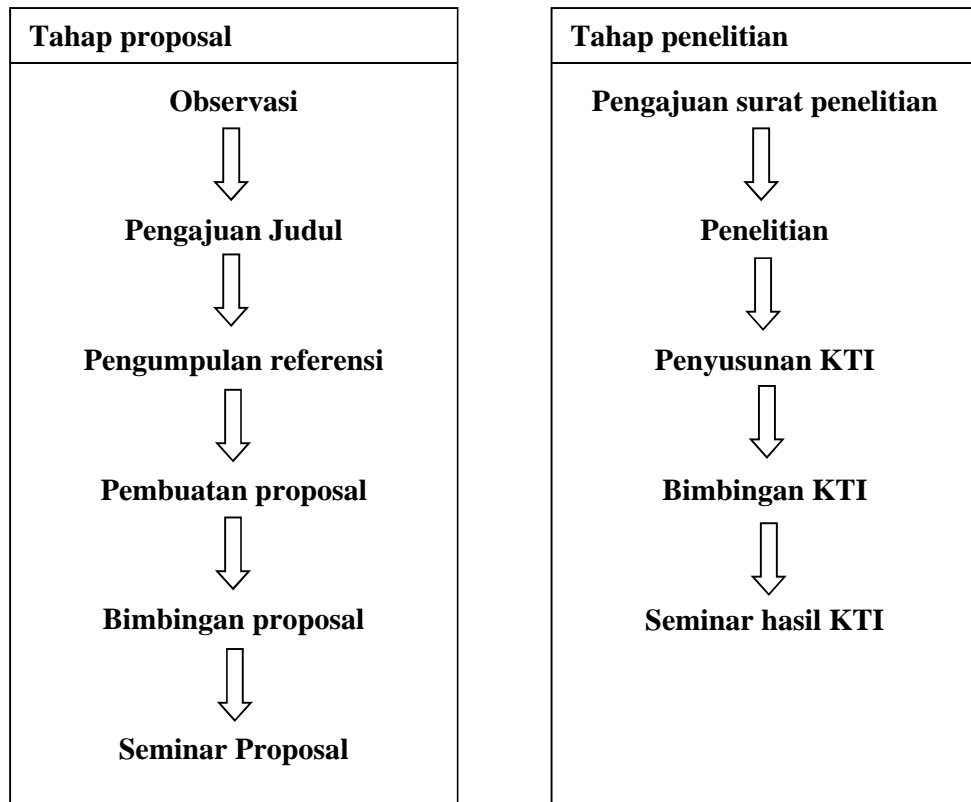 Tahap proposal
Observasi
Pengajuan Judul
Pengumpulan referensi
Pembuatan proposal
Bimbingan proposal
Seminar Proposal
Tahap penelitian
Pengajuan surat penelitian
Penelitian
Penyusunan KTI
Bimbingan KTI
Seminar hasil KTI